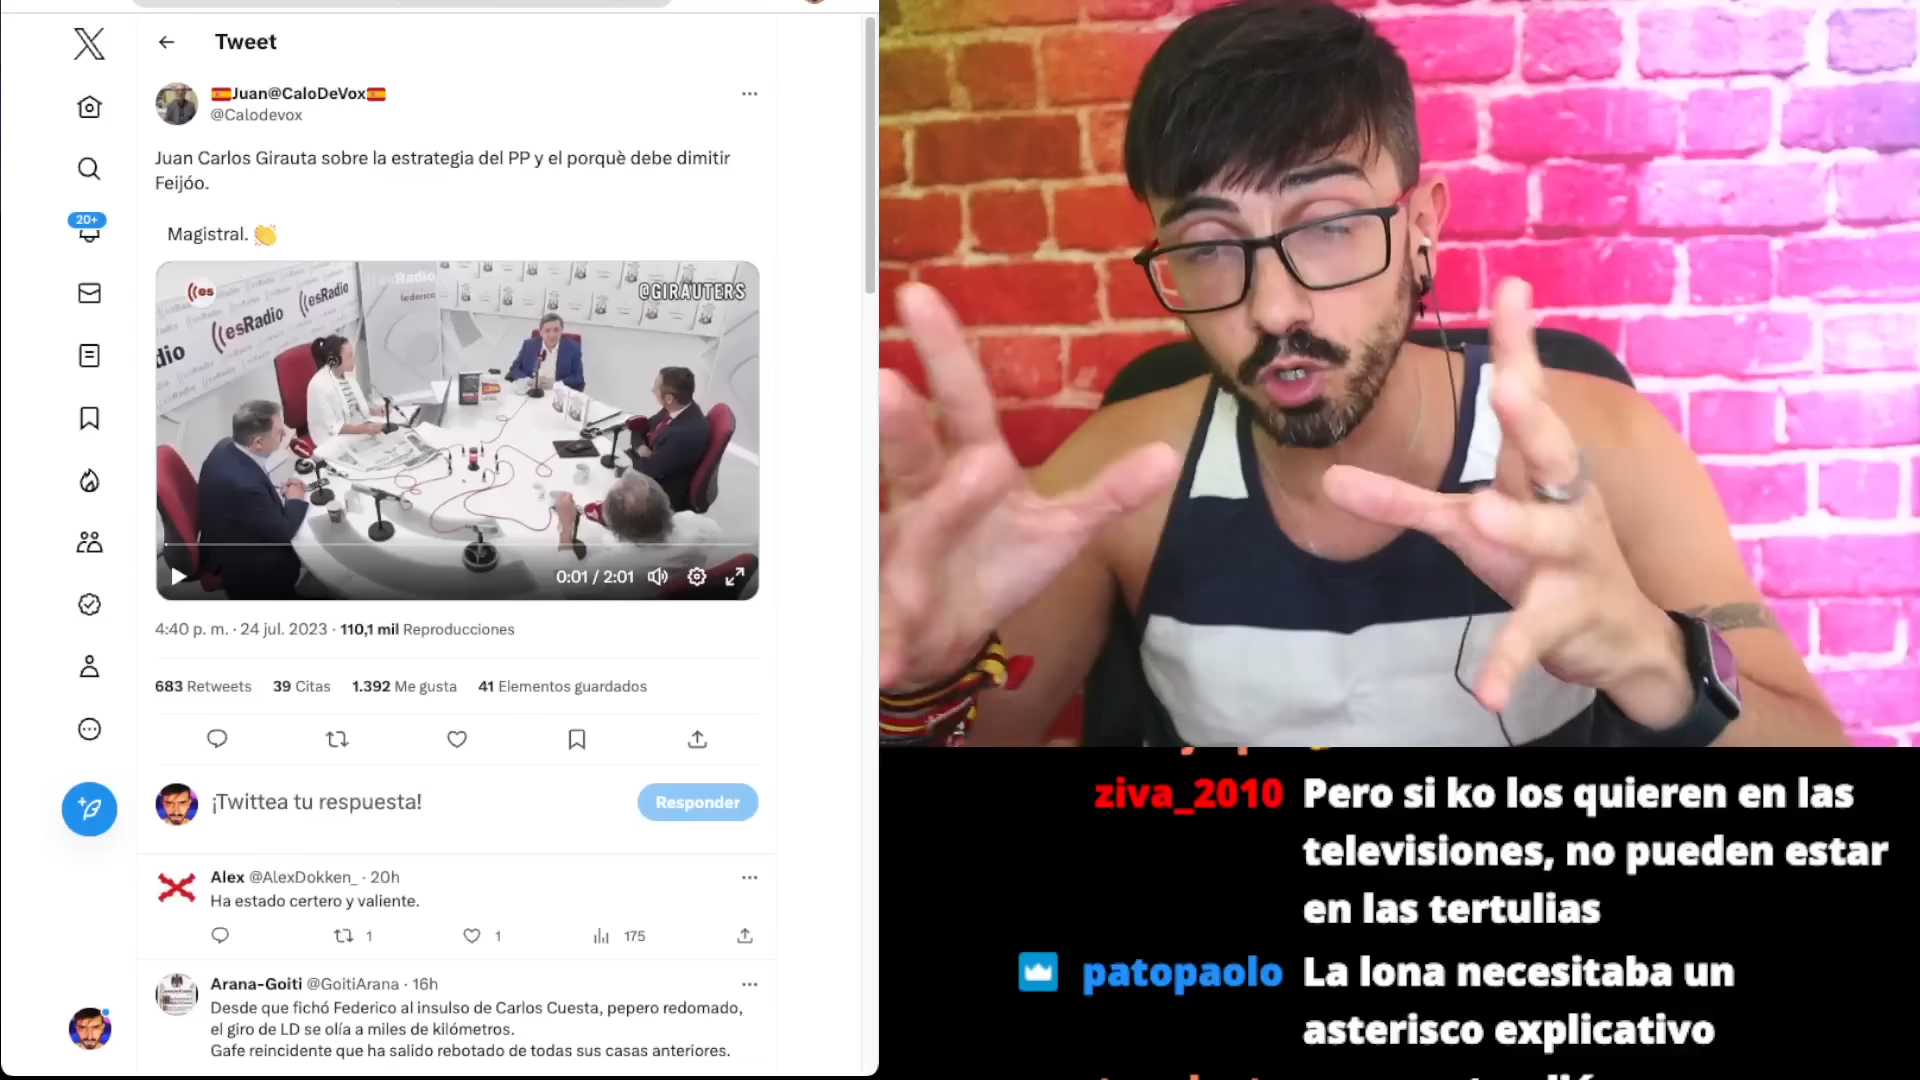 Tweet
Juan@CaloDeVox
@Calodevox
Juan Carlos Girauta sobre la estrategia del PP y el porquè debe dimitir
Feijóo.
Magistral.
((es
((esRadio
((esRadio
esRadio
federico
dio
@GIRAUTERS
0:01 / 2:01
4:40 p. m. · 24 jul. 2023 · 110,1 mil Reproducciones
683 Retweets 39 Citas 1.392 Me gusta 41 Elementos guardados
20+
¡Twittea tu respuesta!
Responder
Alex @AlexDokken_ · 20h
Ha estado certero y valiente.
1 1 175
Arana-Goiti @GoitiArana · 16h
Desde que fichó Federico al insulso de Carlos Cuesta, pepero redomado,
el giro de LD se olía a miles de kilómetros.
Gafe reincidente que ha salido rebotado de todas sus casas anteriores.
ziva_2010 Pero si ko los quieren en las
televisiones, no pueden estar
en las tertulias
patopaolo La lona necesitaba un
asterisco explicativo